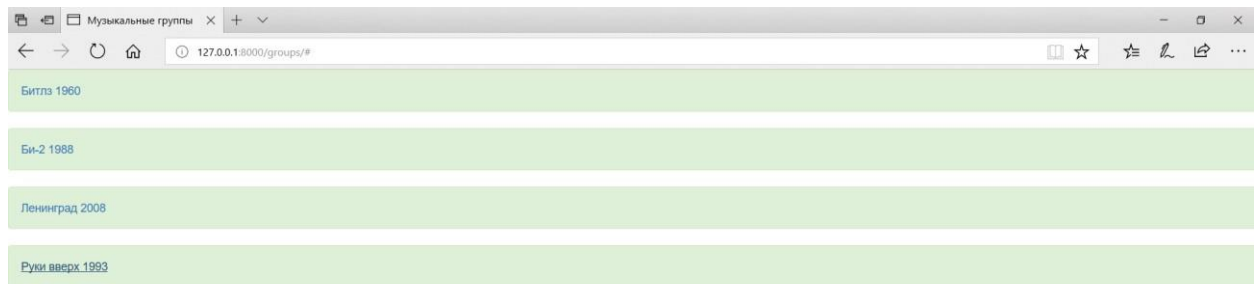 Музыкальные группы
127.0.0.1:8000/groups/#
Битлз 1960
Би-2 1988
Ленинград 2008
Руки вверх 1993